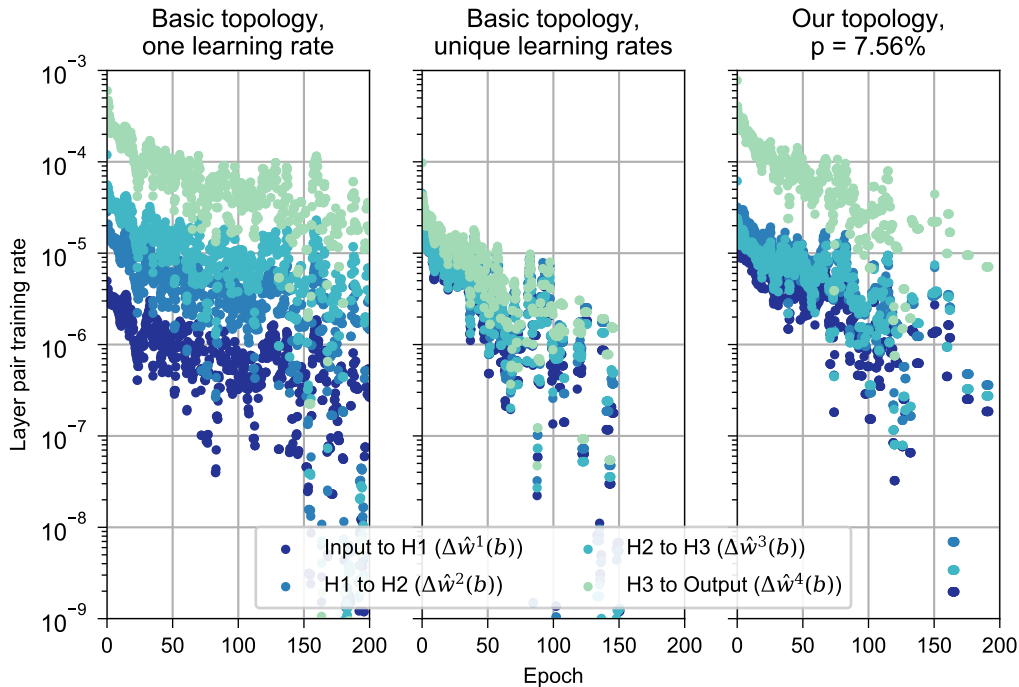 Basic topology,
one learning rate
Basic topology,
unique learning rates
Our topology,
p = 7.56%
Layer pair training rate
10⁻³
10⁻⁴
10⁻⁵
10⁻⁶
10⁻⁷
10⁻⁸
10⁻⁹
0 50 100 150 200
0 50 100 150 200
0 50 100 150 200
Epoch
Input to H1 (Δŵ¹(b))
H1 to H2 (Δŵ²(b))
H2 to H3 (Δŵ³(b))
H3 to Output (Δŵ⁴(b))